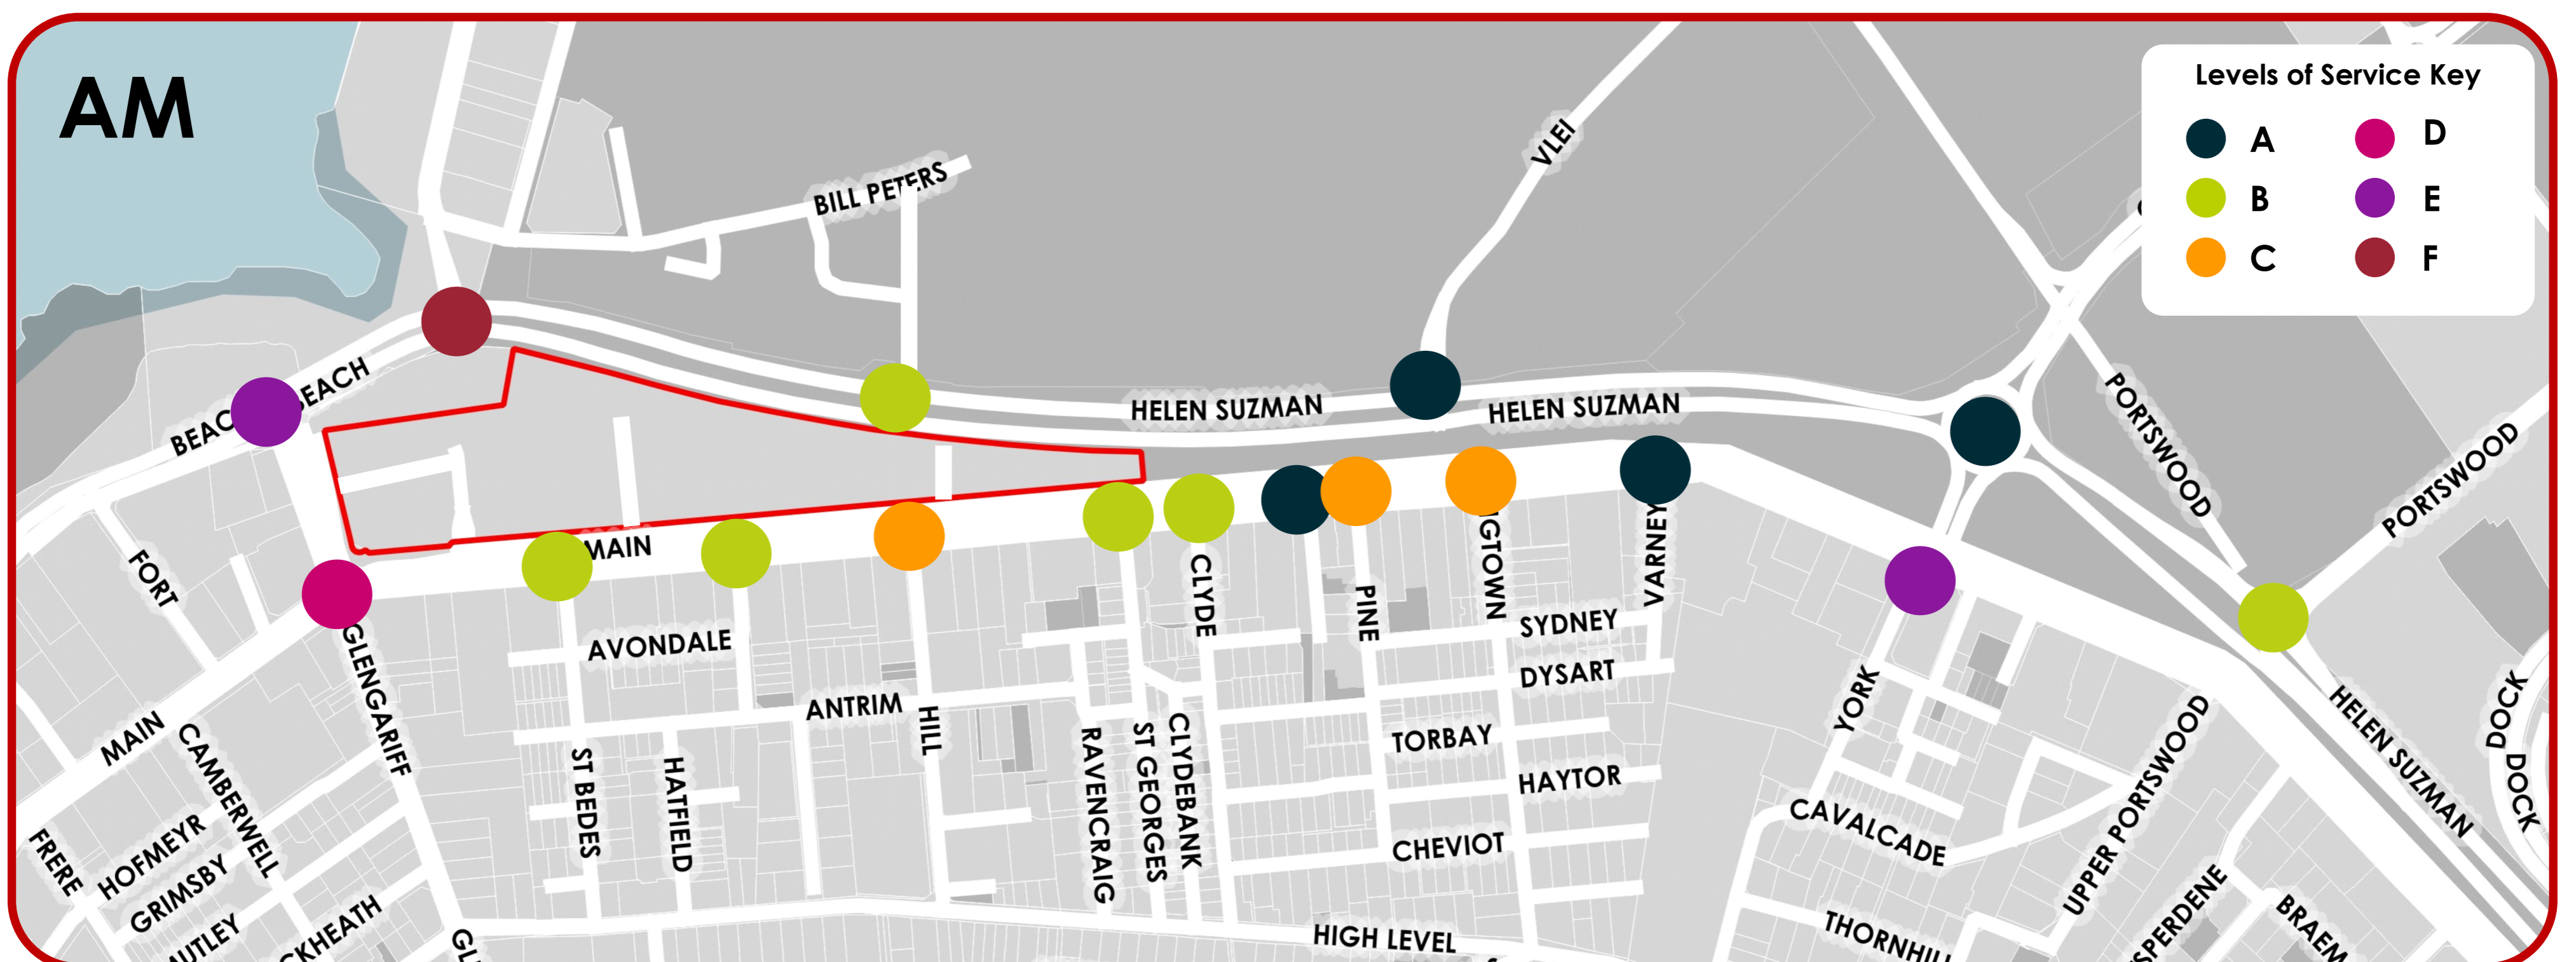 AM
Levels of Service Key
A
D
B
E
C
F
BILL PETERS
VLEI
BEACH
HELEN SUZMAN
HELEN SUZMAN
PORTSWOOD
PORTSWOOD
MAIN
FORT
GLENGARIFF
AVONDALE
CLYDE
PINE
GTOWN
VARNEY
SYDNEY
DYSART
ANTRIM
HILL
TORBAY
HAYTOR
CHEVIOT
MAIN
CAMBERWELL
HOFMEYR
GRIMSBY
FRERE
ST BEDES
HATFIELD
RAVENCRAIG
ST GEORGES
CLYDEBANK
HIGH LEVEL
YORK
CAVALCADE
UPPER PORTSWOOD
THORNHILL
HELEN SUZMAN
DOCK
DOCK